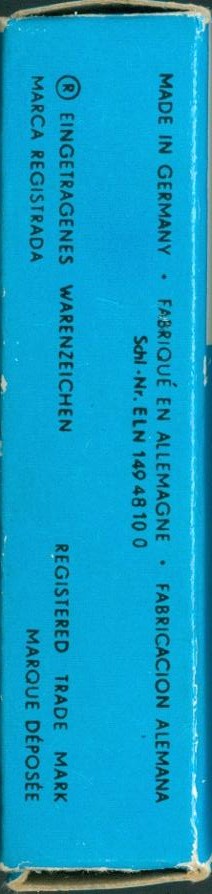 MADE IN GERMANY · FABRIQUÉ EN ALLEMAGNE · FABRICACION ALEMANA
Schl.-Nr. ELN 149 48 10 0
® EINGETRAGENES WARENZEICHEN REGISTERED TRADE MARK
MARCA REGISTRADA MARQUE DÉPOSÉE